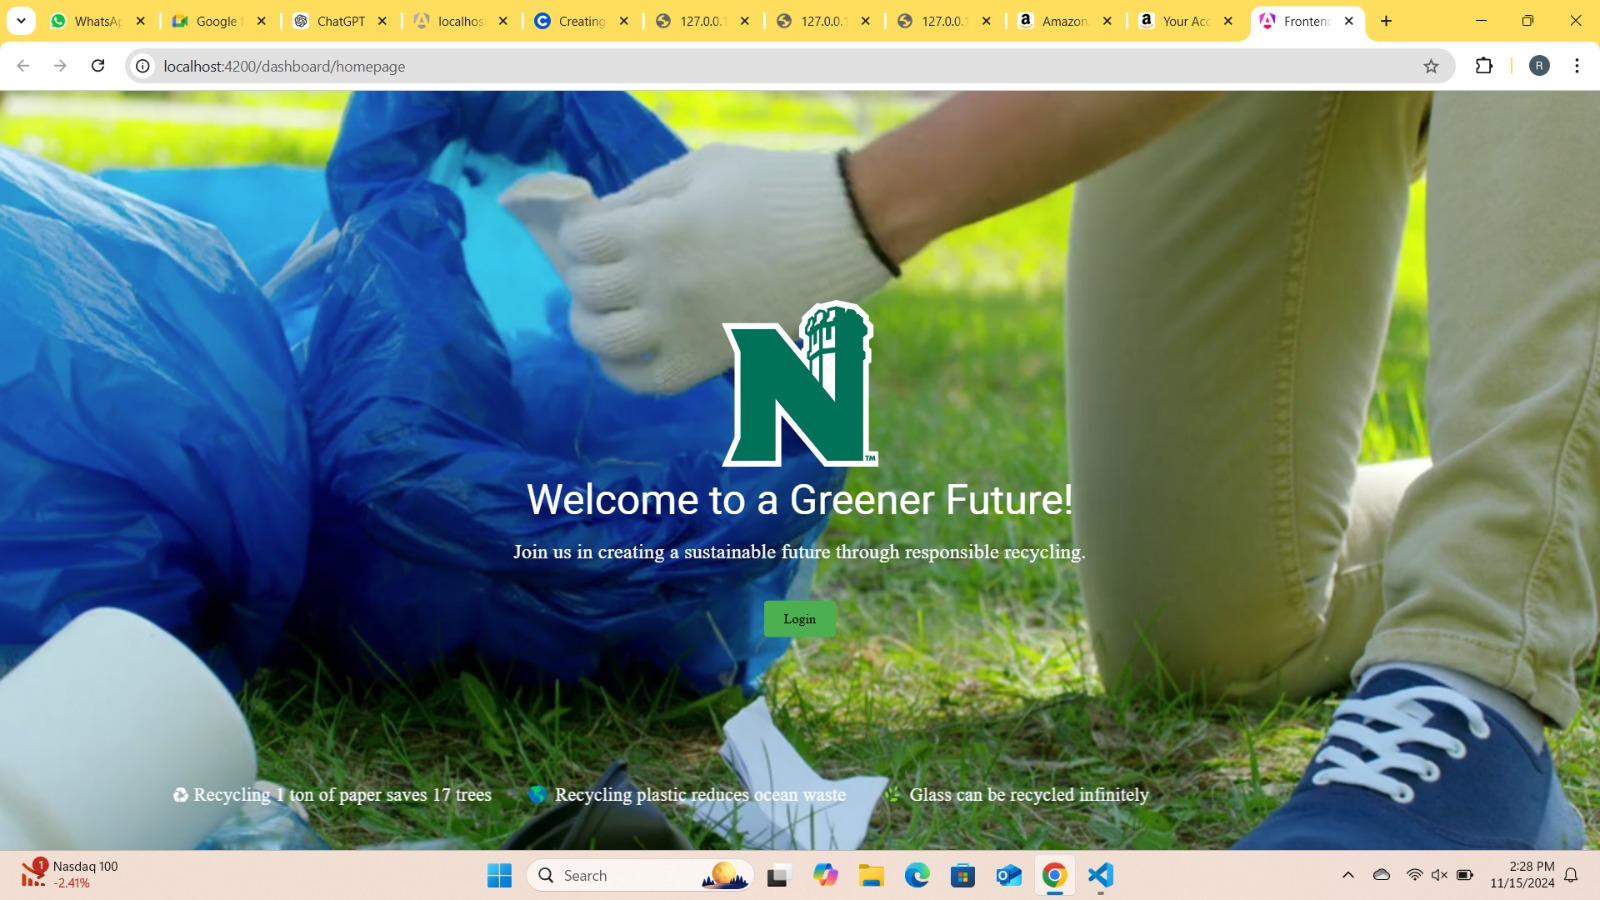 WhatsAp
Google
ChatGPT
localhos
Creating
127.0.0.1
127.0.0.1
127.0.0.1
Amazon.
Your Acc
Frontend
localhost:4200/dashboard/homepage
R
N
TM
Welcome to a Greener Future!
Join us in creating a sustainable future through responsible recycling.
Login
♻ Recycling 1 ton of paper saves 17 trees
🌎 Recycling plastic reduces ocean waste
🌿 Glass can be recycled infinitely
1
Nasdaq 100
-2.41%
Search
2:28 PM
11/15/2024